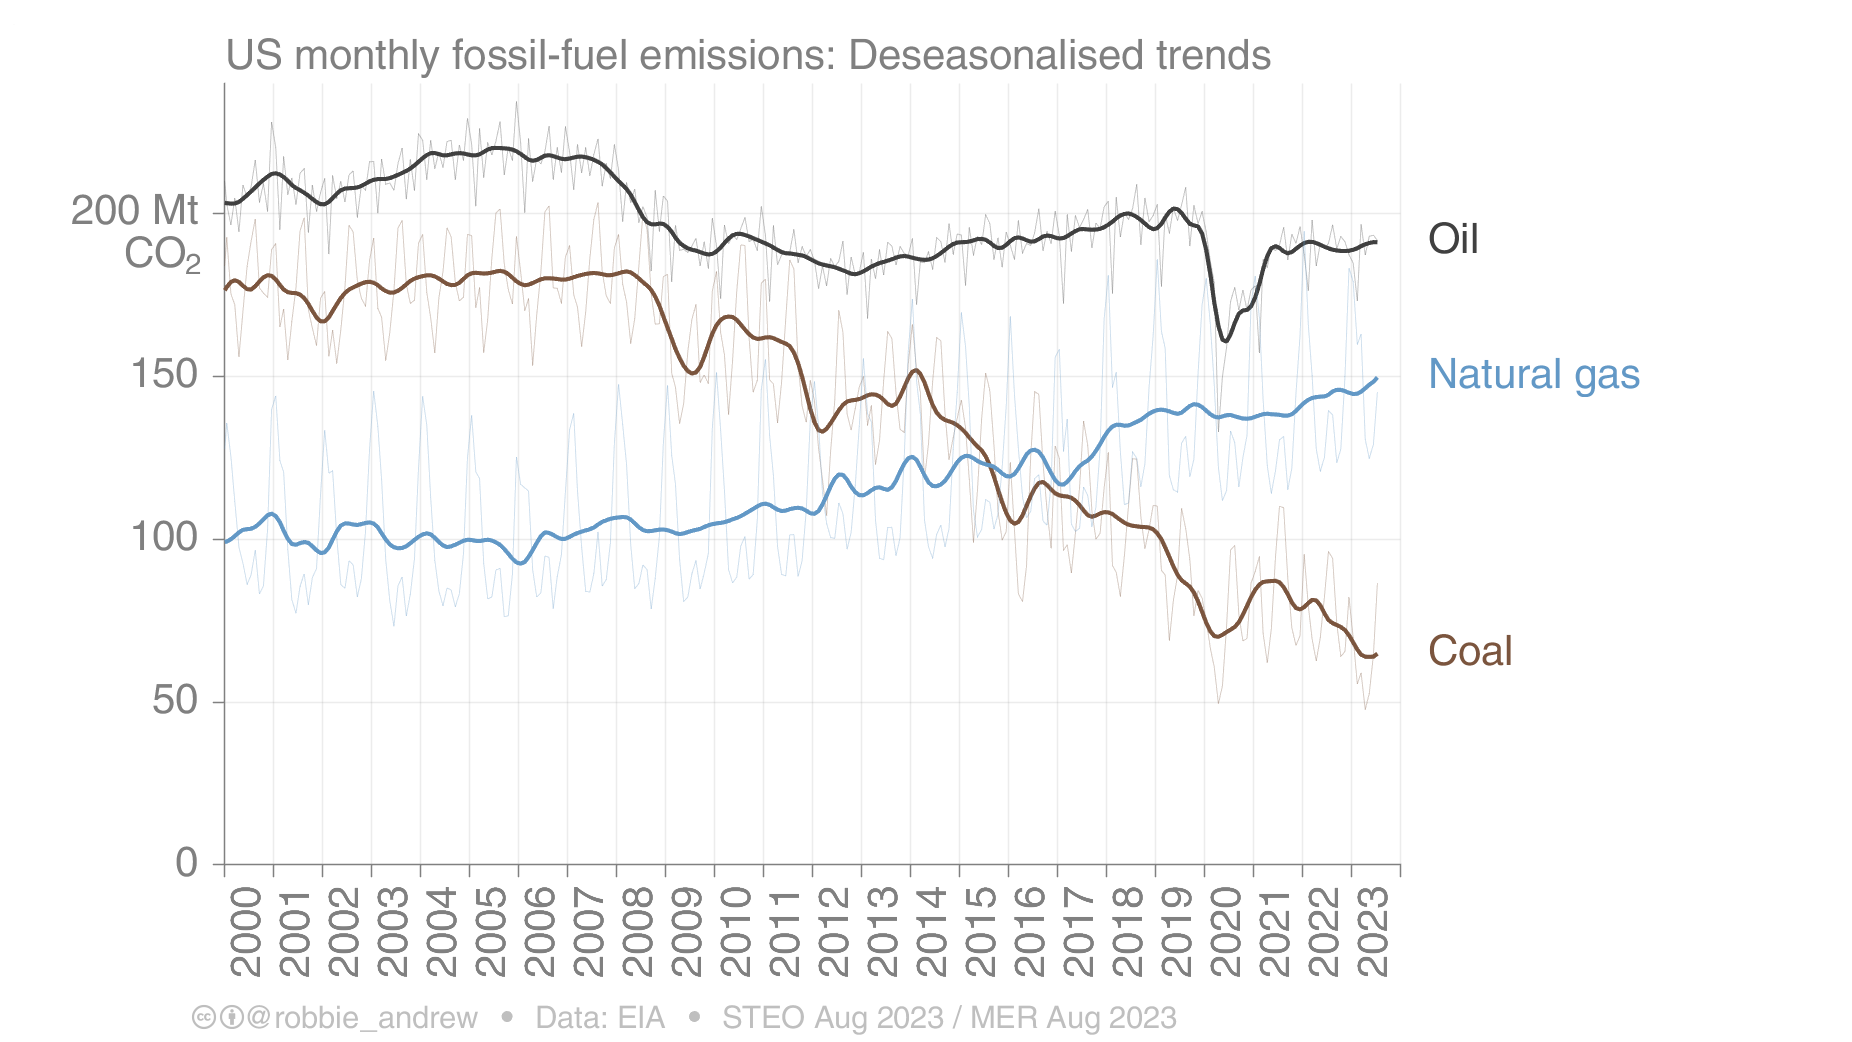 US monthly fossil-fuel emissions: Deseasonalised trends
200 Mt
CO₂
150
100
50
0
Oil
Natural gas
Coal
2000 2001 2002 2003 2004 2005 2006 2007 2008 2009 2010 2011 2012 2013 2014 2015 2016 2017 2018 2019 2020 2021 2022 2023
cc @robbie_andrew • Data: EIA • STEO Aug 2023 / MER Aug 2023